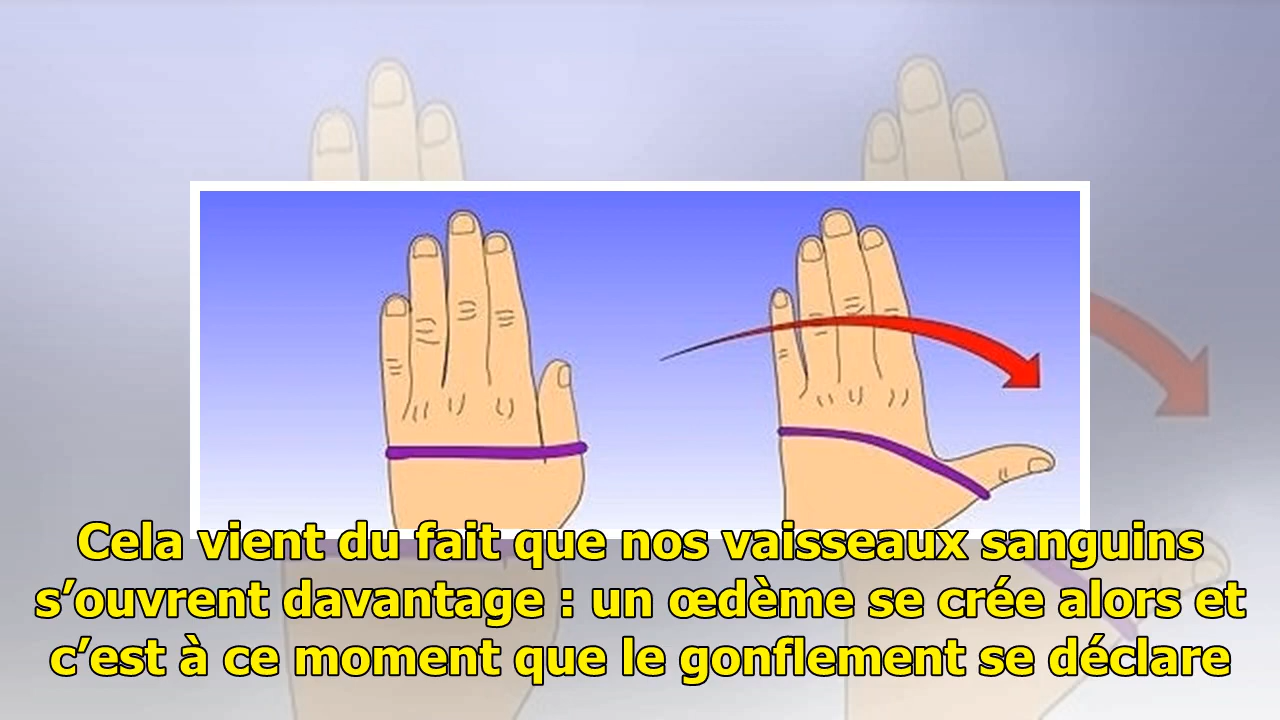 Cela vient du fait que nos vaisseaux sanguins
s’ouvrent davantage : un œdème se crée alors et
c’est à ce moment que le gonflement se déclare